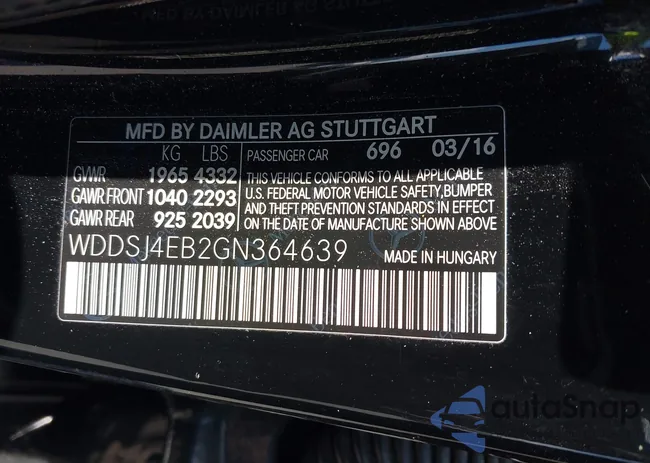 MFD BY DAIMLER AG STUTTGART
KG LBS
GVWR 1965 4332
GAWR FRONT 1040 2293
GAWR REAR 925 2039
PASSENGER CAR 696 03/16
THIS VEHICLE CONFORMS TO ALL APPLICABLE
U.S. FEDERAL MOTOR VEHICLE SAFETY,BUMPER
AND THEFT PREVENTION STANDARDS IN EFFECT
ON THE DATE OF MANUFACTURE SHOWN ABOVE.
WDDSJ4EB2GN364639 MADE IN HUNGARY
autoSnap